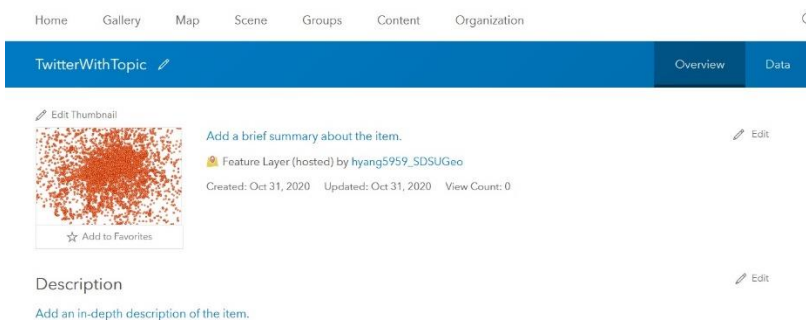 Home Gallery Map Scene Groups Content Organization
TwitterWithTopic Overview Data
Edit Thumbnail
Add a brief summary about the item.
Edit
Feature Layer (hosted) by hyang5959_SDSUGeo
Created: Oct 31, 2020 Updated: Oct 31, 2020 View Count: 0
Add to Favorites
Description
Edit
Add an in-depth description of the item.